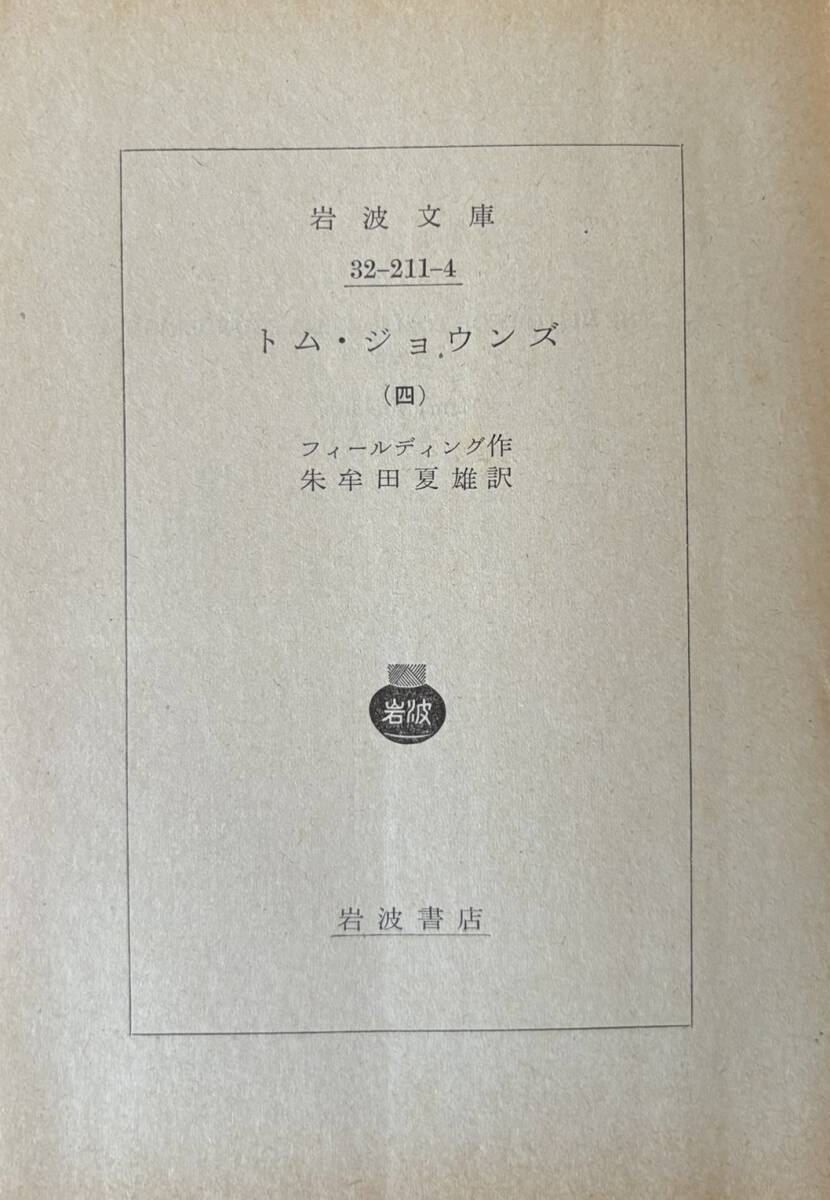 岩波文庫
32-211-4
トム・ジョウンズ
(四)
フィールディング作
朱牟田夏雄訳
岩波
岩波書店